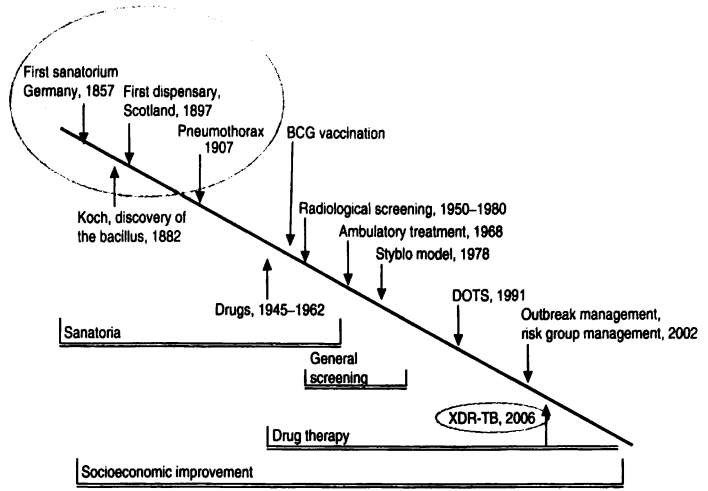 First sanatorium
Germany, 1857
First dispensary,
Scotland, 1897
Pneumothorax
1907
BCG vaccination
Koch, discovery of
the bacillus, 1882
Radiological screening, 1950–1980
Ambulatory treatment, 1968
Styblo model, 1978
Drugs, 1945–1962
DOTS, 1991
Outbreak management,
risk group management, 2002
Sanatoria
General
screening
XDR-TB, 2006
Drug therapy
Socioeconomic improvement